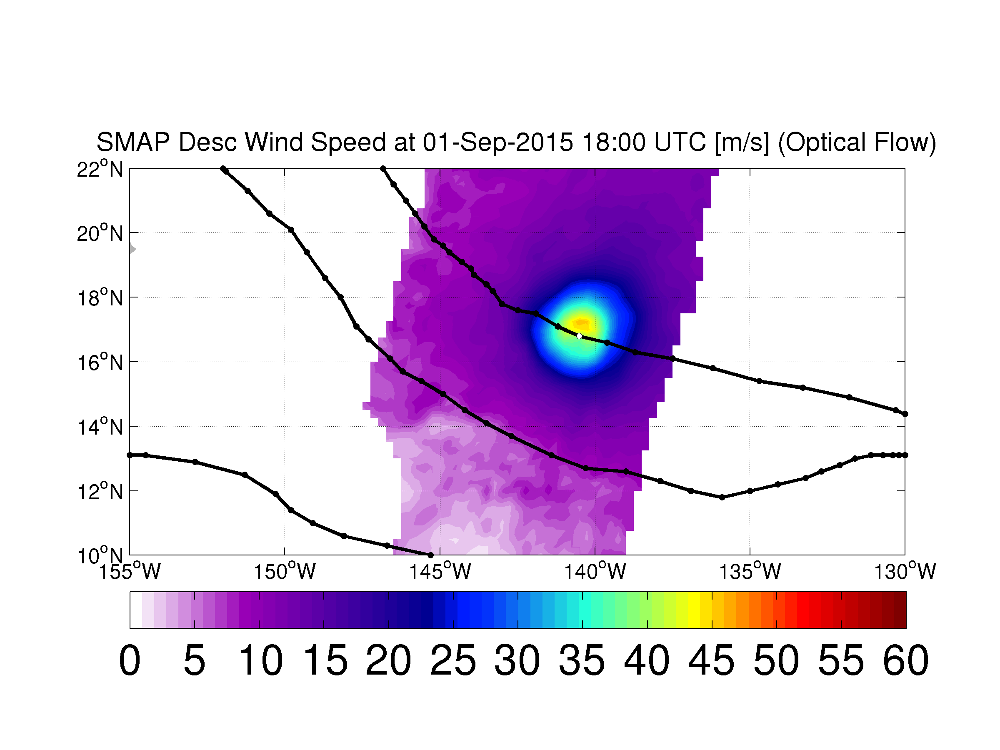 SMAP Desc Wind Speed at 01-Sep-2015 18:00 UTC [m/s] (Optical Flow)
22°N
20°N
18°N
16°N
14°N
12°N
10°N
155°W 150°W 145°W 140°W 135°W 130°W
0 5 10 15 20 25 30 35 40 45 50 55 60